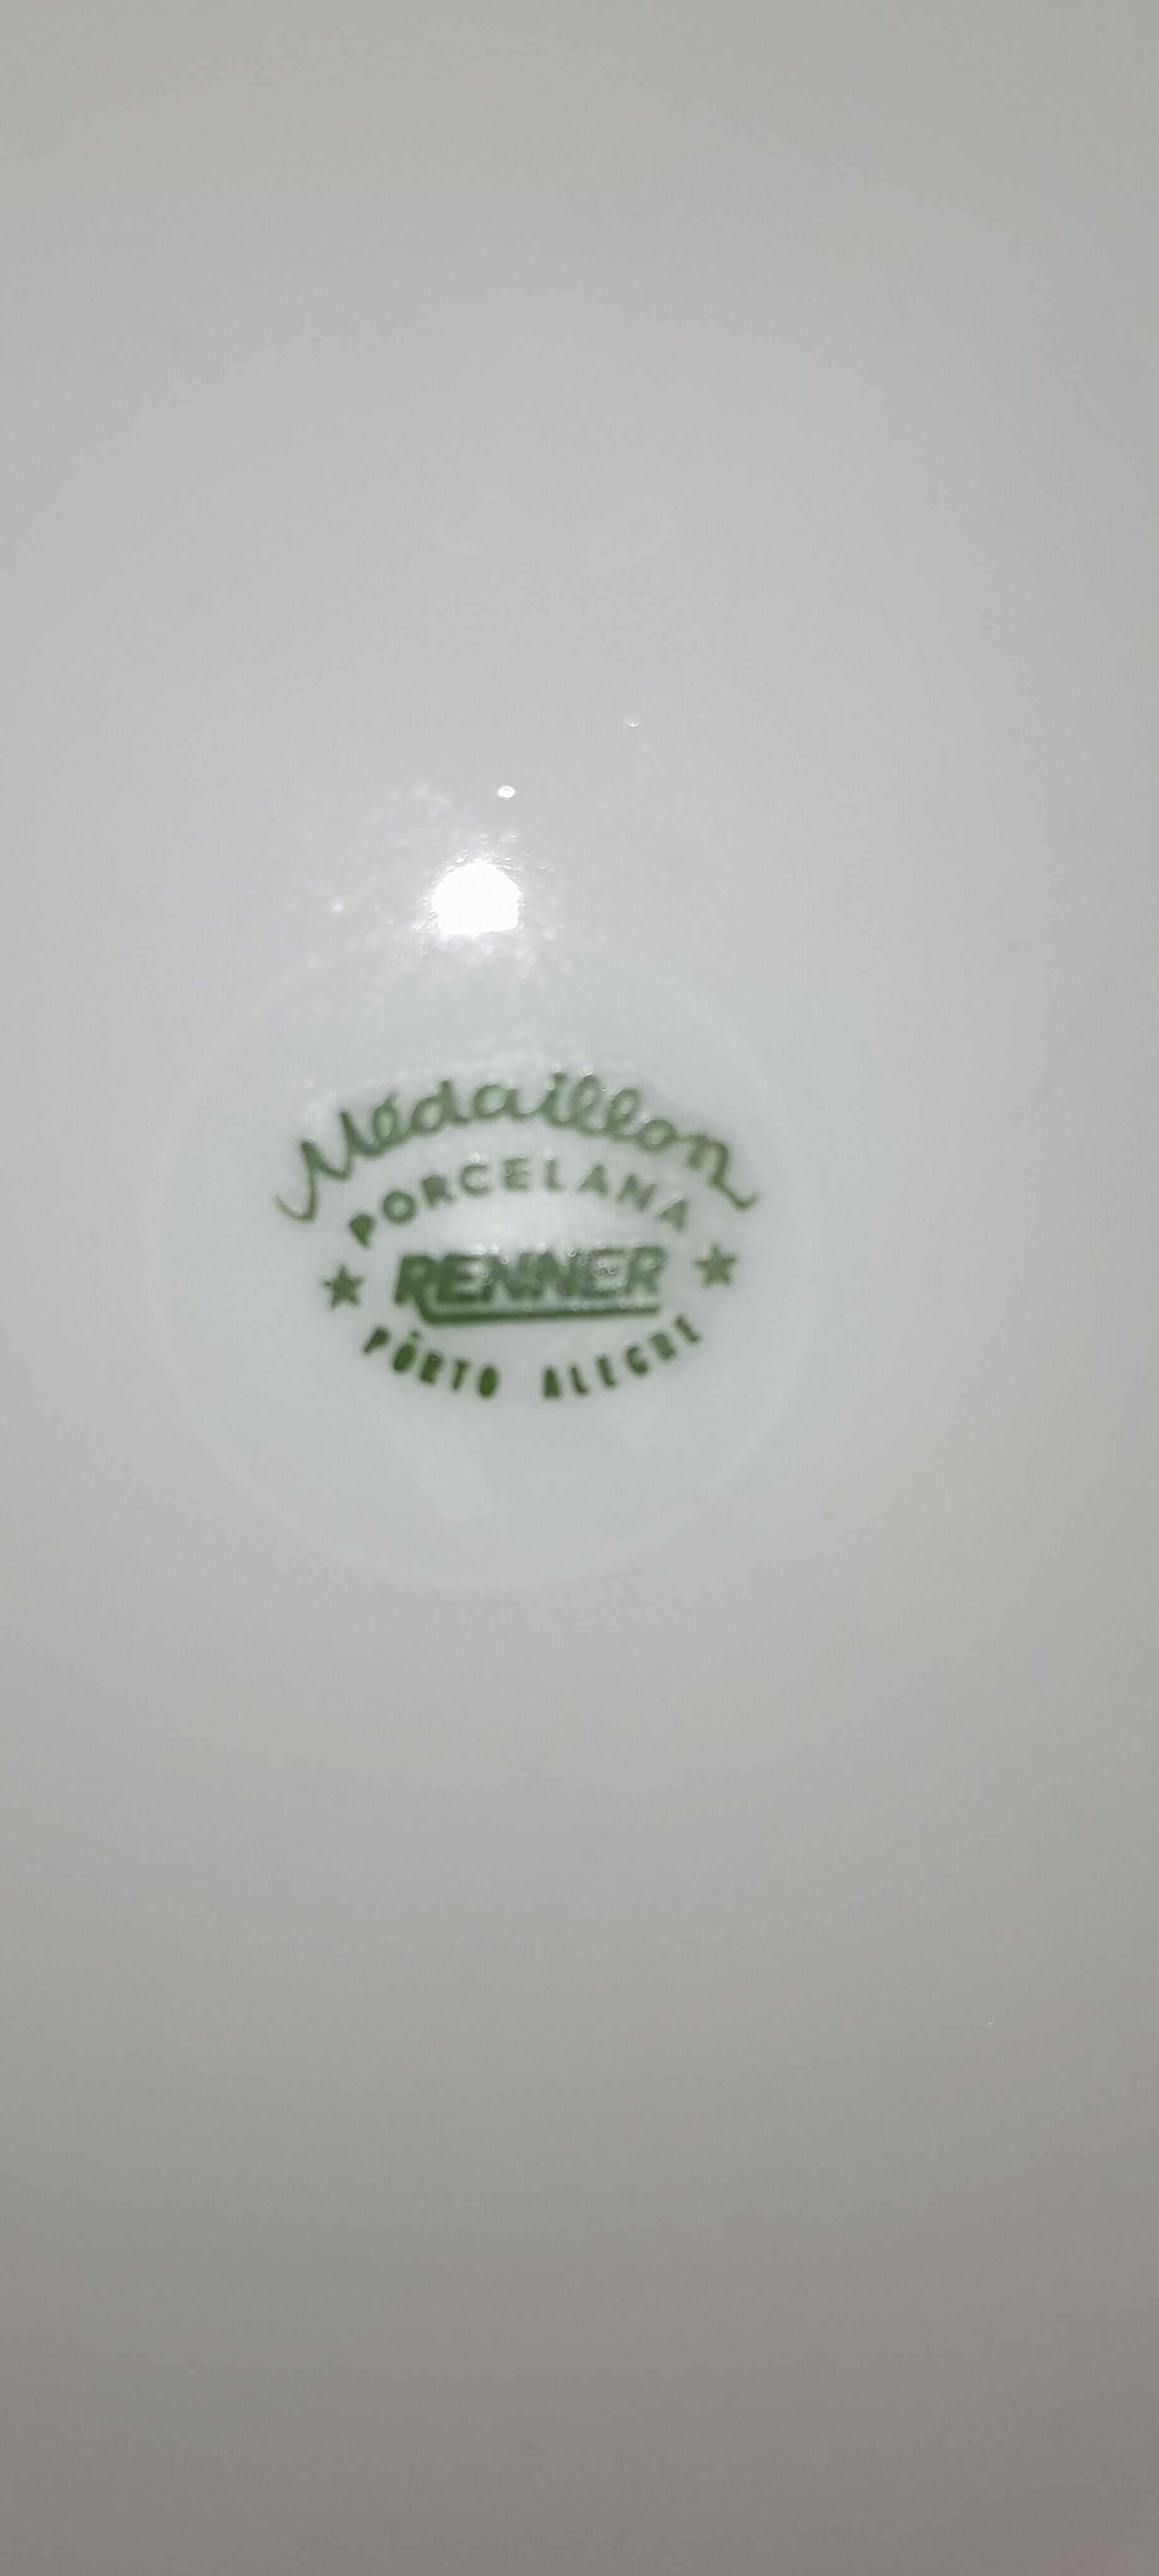 Médaillon
PORCELANA
★ RENNER ★
PÔRTO ALEGRE